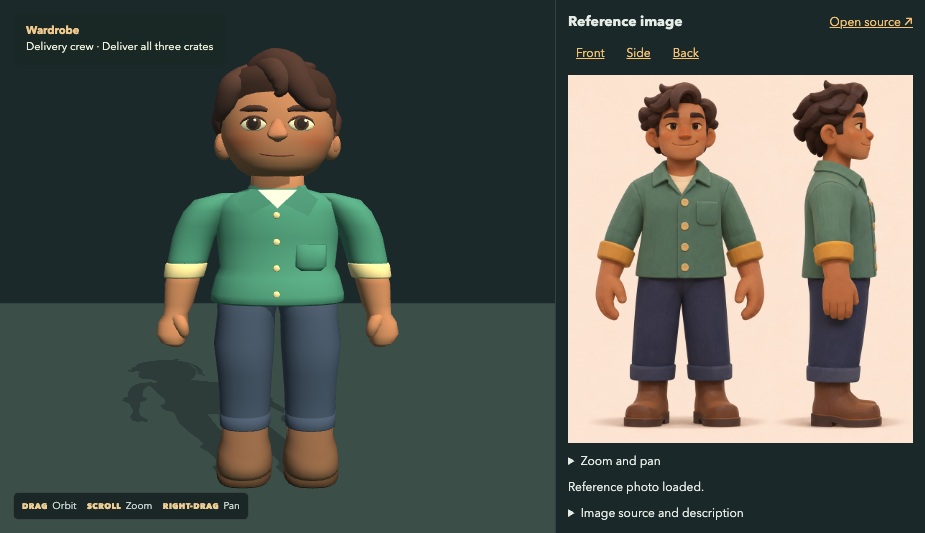 Wardrobe
Delivery crew · Deliver all three crates
DRAG Orbit SCROLL Zoom RIGHT-DRAG Pan
Reference image
Open source ↗
Front Side Back
▶ Zoom and pan
Reference photo loaded.
▶ Image source and description